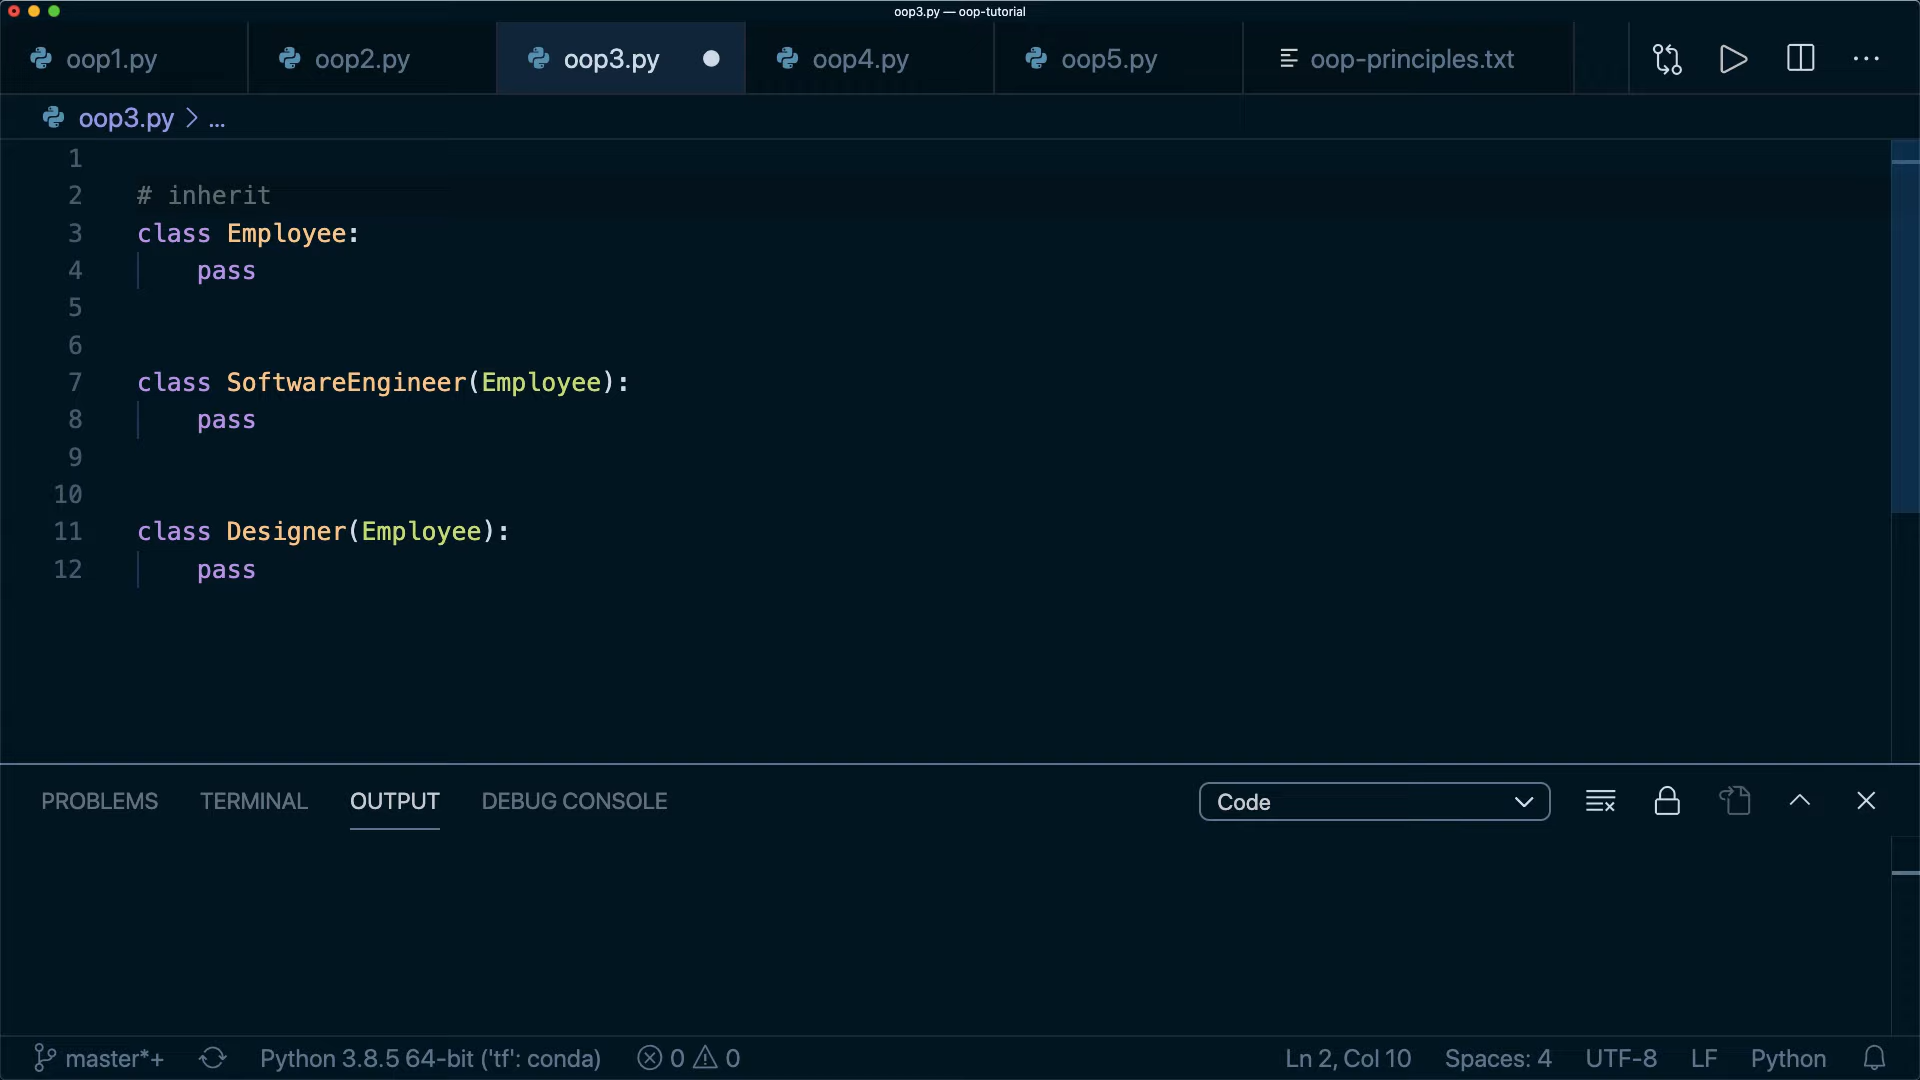 oop3.py — oop-tutorial
oop1.py oop2.py oop3.py oop4.py oop5.py oop-principles.txt
oop3.py > ...
1
2 # inherit
3 class Employee:
4 pass
5
6
7 class SoftwareEngineer(Employee):
8 pass
9
10
11 class Designer(Employee):
12 pass
PROBLEMS TERMINAL OUTPUT DEBUG CONSOLE Code
master*+ Python 3.8.5 64-bit ('tf': conda) 0 0 Ln 2, Col 10 Spaces: 4 UTF-8 LF Python